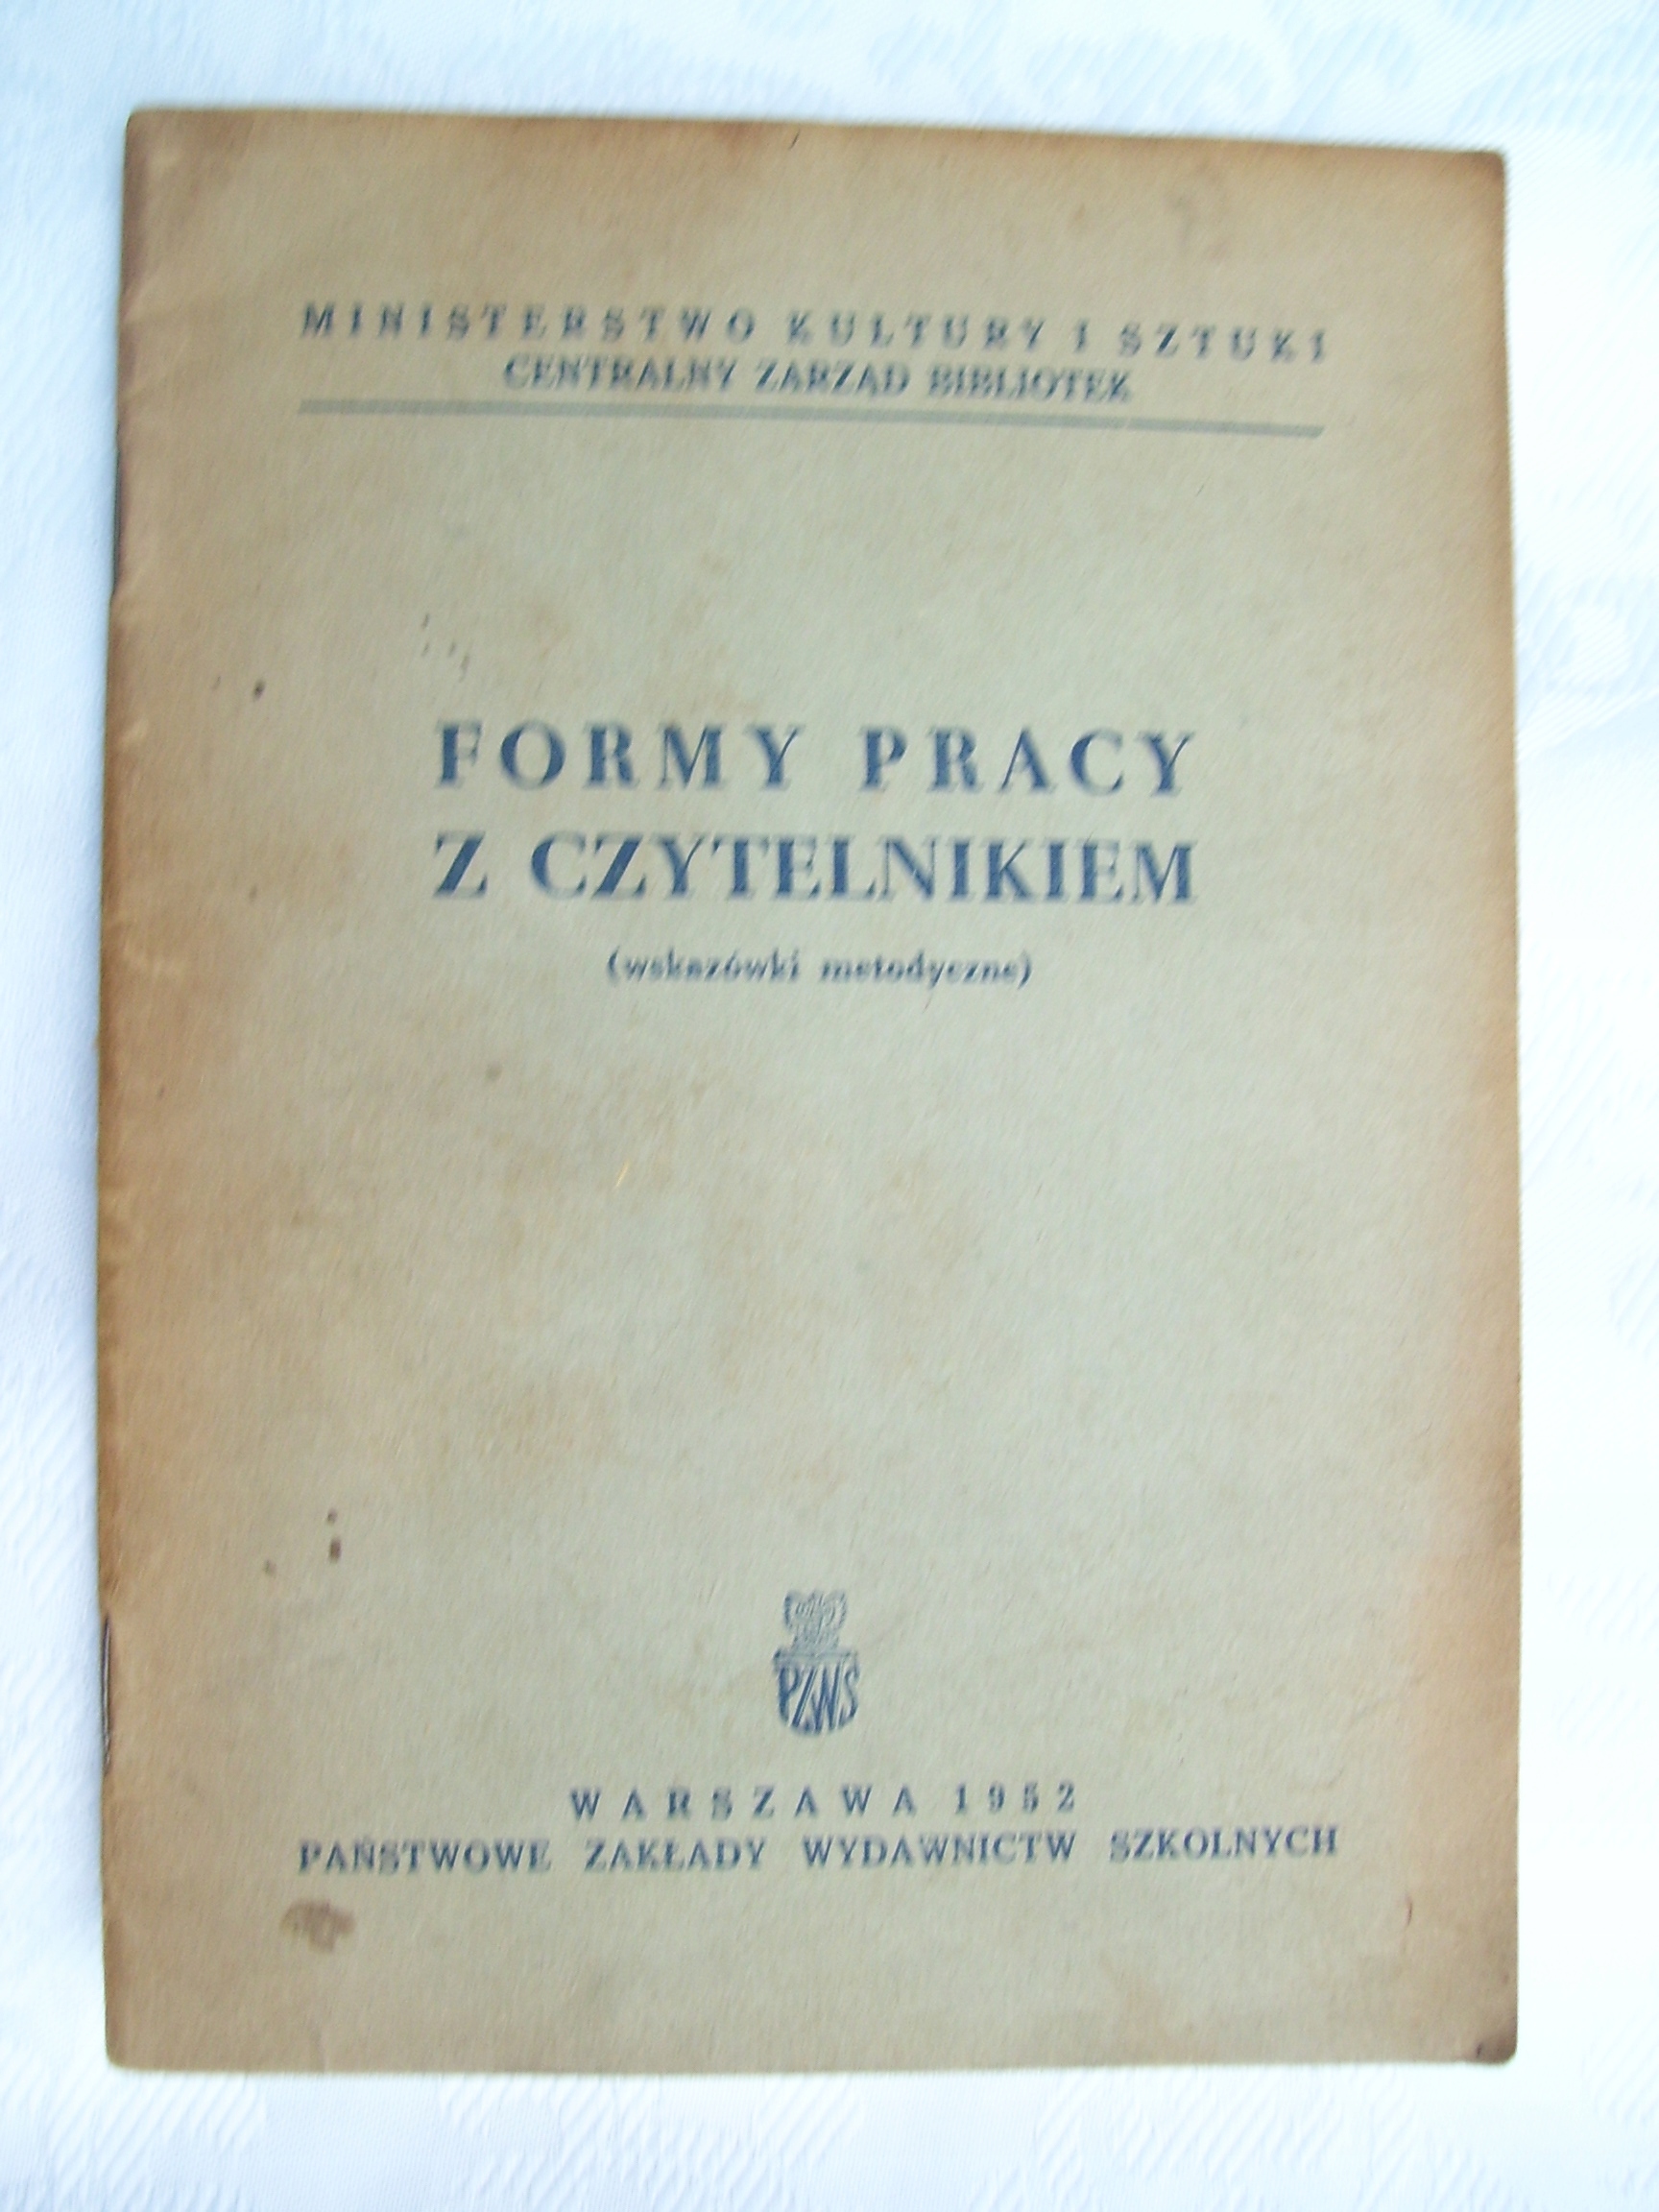 MINISTERSTWO KULTURY I SZTUKI
CENTRALNY ZARZĄD BIBLIOTEK
FORMY PRACY
Z CZYTELNIKIEM
(wskazówki metodyczne)
PZWS
WARSZAWA 1952
PAŃSTWOWE ZAKŁADY WYDAWNICTW SZKOLNYCH